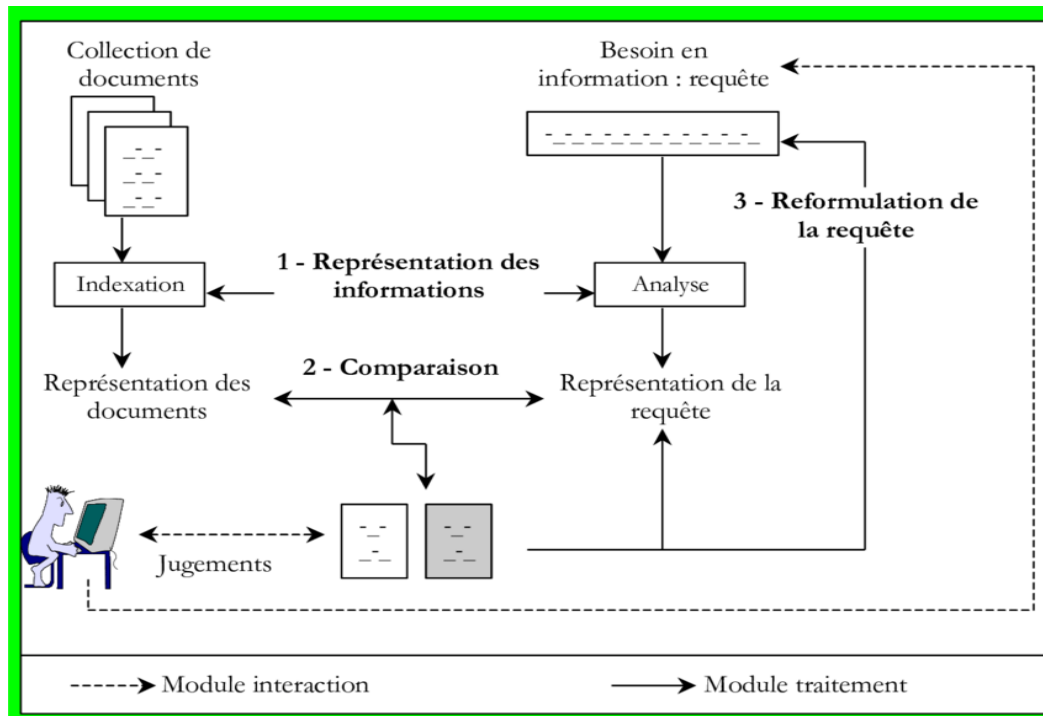 Collection de
documents
Besoin en
information : requête
3 - Reformulation de
la requête
1 - Représentation des
informations
Indexation
Analyse
2 - Comparaison
Représentation des
documents
Représentation de la
requête
Jugements
Module interaction
Module traitement